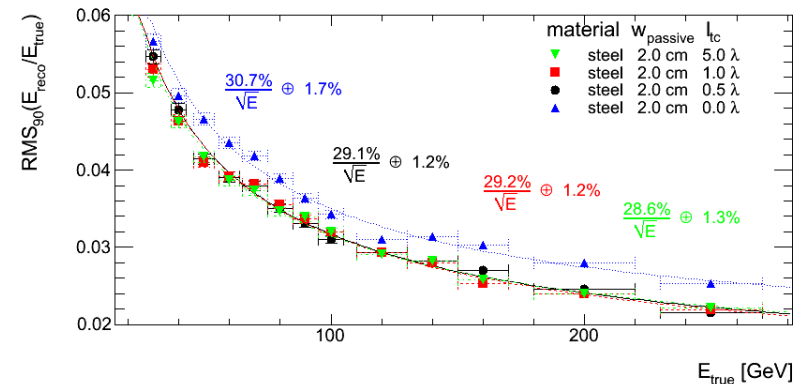 RMS90(Ereco/Etrue)
0.06
0.05
0.04
0.03
0.02
material wpassive ltc
steel 2.0 cm 5.0 λ
steel 2.0 cm 1.0 λ
steel 2.0 cm 0.5 λ
steel 2.0 cm 0.0 λ
30.7%/√E ⊕ 1.7%
29.1%/√E ⊕ 1.2%
29.2%/√E ⊕ 1.2%
28.6%/√E ⊕ 1.3%
100 200
Etrue [GeV]